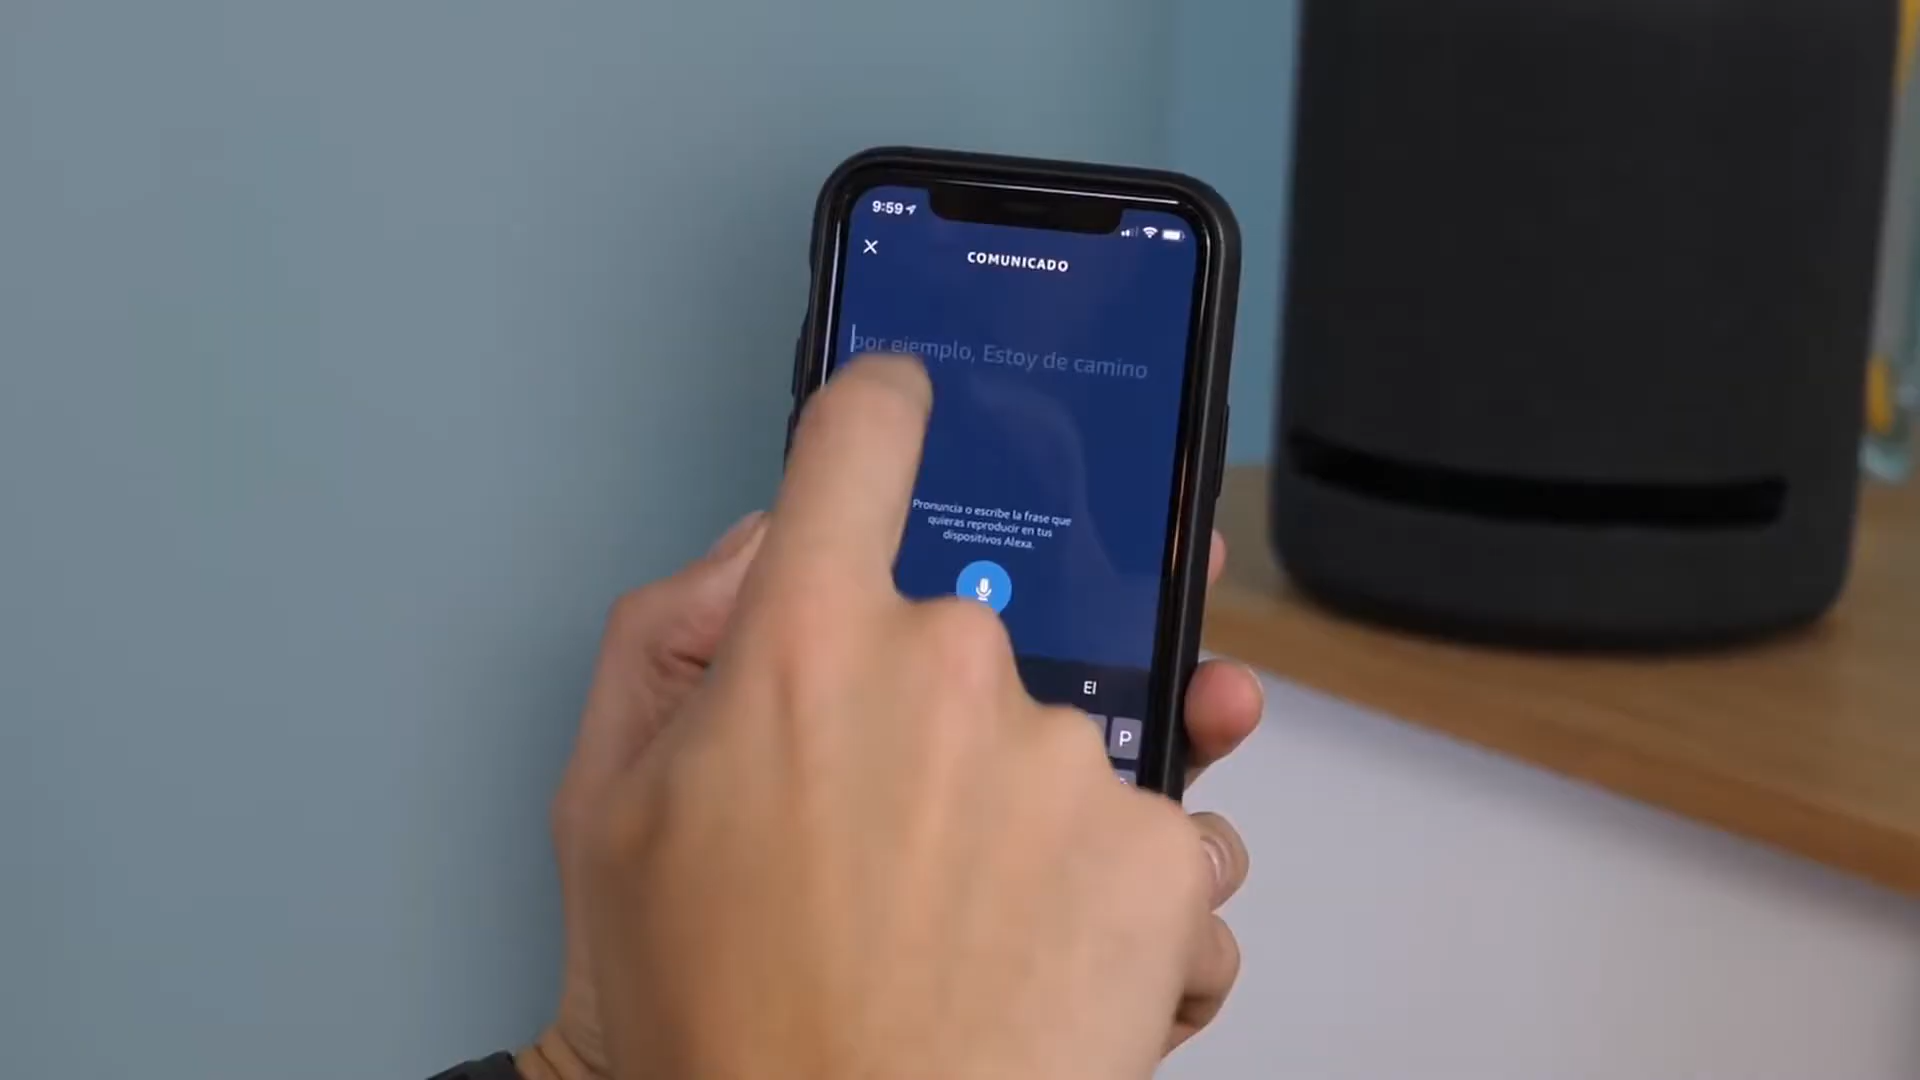 9:59
COMUNICADO
por ejemplo, Estoy de camino
Pronuncia o escribe la frase que
quieras reproducir en tus
dispositivos Alexa.
El
P